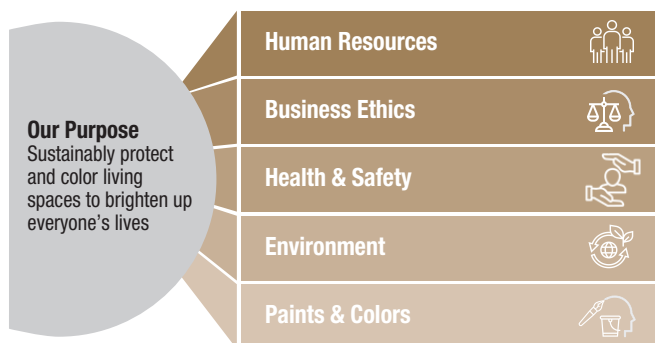 Our Purpose
Sustainably protect
and color living
spaces to brighten up
everyone’s lives
Human Resources
Business Ethics
Health & Safety
Environment
Paints & Colors